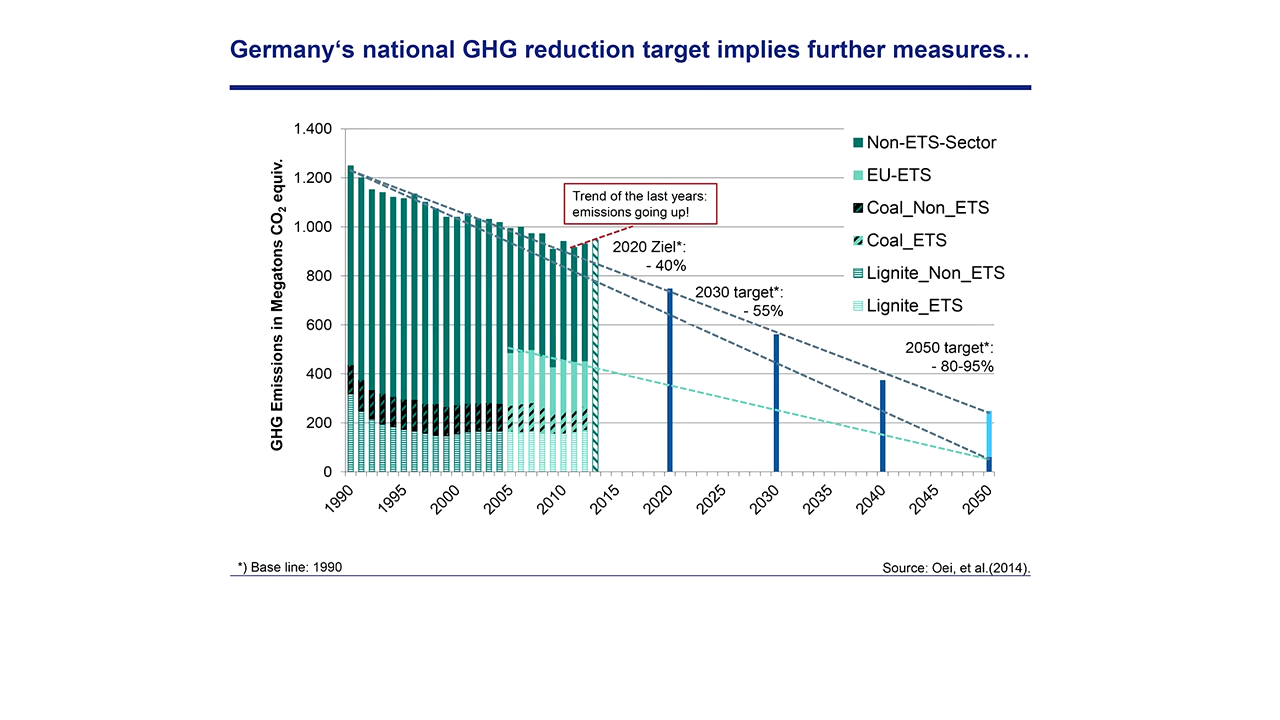 Germany‘s national GHG reduction target implies further measures…
GHG Emissions in Megatons CO2 equiv.
1.400
1.200
1.000
800
600
400
200
0
1990
1995
2000
2005
2010
2015
2020
2025
2030
2035
2040
2045
2050
Trend of the last years:
emissions going up!
2020 Ziel*:
- 40%
2030 target*:
- 55%
2050 target*:
- 80-95%
Non-ETS-Sector
EU-ETS
Coal_Non_ETS
Coal_ETS
Lignite_Non_ETS
Lignite_ETS
*) Base line: 1990
Source: Oei, et al.(2014).